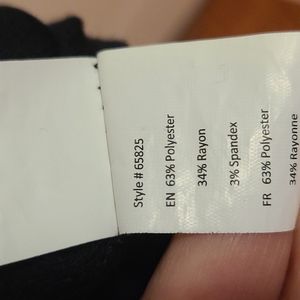 Style # 65825
EN 63% Polyester
34% Rayon
3% Spandex
FR 63% Polyester
34% Rayonne